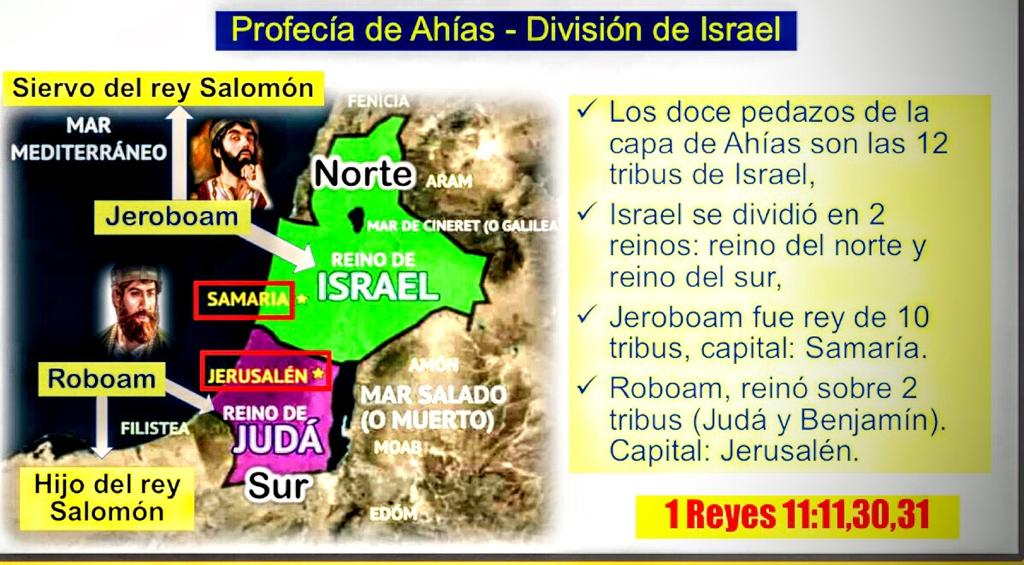 Profecía de Ahías - División de Israel
Siervo del rey Salomón
MAR
MEDITERRÁNEO
FENICIA
Norte
ARAM
Jeroboam
MAR DE CINERET (O GALILEA
REINO DE
ISRAEL
SAMARIA
JERUSALÉN
Roboam
AMÓN
MAR SALADO
(O MUERTO)
REINO DE
JUDÁ
FILISTEA
MOAB
Sur
Hijo del rey
Salomón
EDÓM
Los doce pedazos de la
capa de Ahías son las 12
tribus de Israel,
Israel se dividió en 2
reinos: reino del norte y
reino del sur,
Jeroboam fue rey de 10
tribus, capital: Samaría.
Roboam, reinó sobre 2
tribus (Judá y Benjamín).
Capital: Jerusalén.
1 Reyes 11:11,30,31